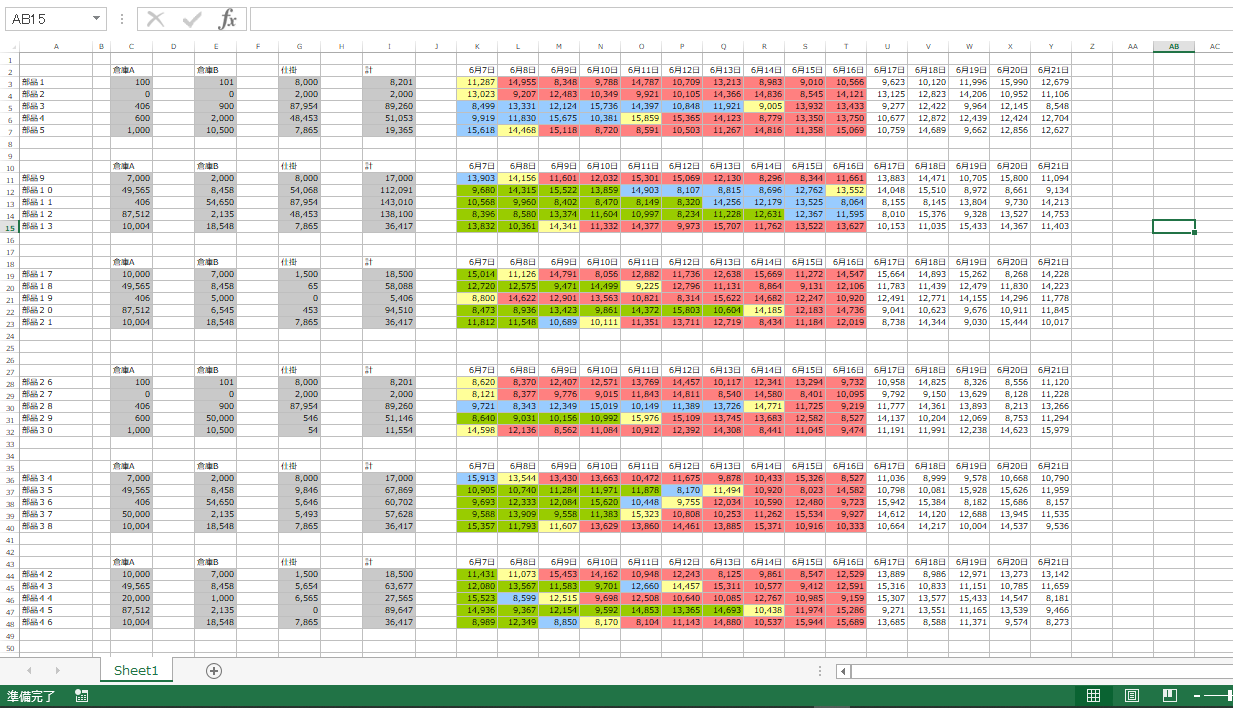 AB15 fx
A B C D E F G H I J K L M N O P Q R S T U V W X Y Z AA AB AC
1
2 倉庫A 倉庫B 仕掛 計 6月7日 6月8日 6月9日 6月10日 6月11日 6月12日 6月13日 6月14日 6月15日 6月16日 6月17日 6月18日 6月19日 6月20日 6月21日
3 部品1 100 101 8,000 8,201 11,287 14,955 8,348 9,788 14,787 10,709 13,213 8,983 9,010 10,566 9,623 10,120 11,996 15,990 12,679
4 部品2 0 0 2,000 2,000 13,023 9,207 12,483 10,349 9,921 10,105 14,366 14,836 8,545 14,121 13,125 12,823 14,206 10,952 11,106
5 部品3 406 900 87,954 89,260 8,499 13,331 12,124 15,736 14,397 10,848 11,921 9,005 13,932 13,433 9,277 12,422 9,964 12,145 8,548
6 部品4 600 2,000 48,453 51,053 9,919 11,830 15,675 10,381 15,859 15,365 14,123 8,779 13,350 13,750 10,677 12,872 12,439 12,424 12,704
7 部品5 1,000 10,500 7,865 19,365 15,618 14,468 15,118 8,720 8,591 10,503 11,267 14,816 11,358 15,069 10,759 14,689 9,662 12,856 12,627
8
9
10 倉庫A 倉庫B 仕掛 計 6月7日 6月8日 6月9日 6月10日 6月11日 6月12日 6月13日 6月14日 6月15日 6月16日 6月17日 6月18日 6月19日 6月20日 6月21日
11 部品9 7,000 2,000 8,000 17,000 13,903 14,156 11,601 12,032 15,301 15,069 12,130 8,296 8,344 11,661 13,883 14,471 10,705 15,800 11,094
12 部品10 49,565 8,458 54,068 112,091 9,680 14,315 15,522 13,859 14,903 8,107 8,815 8,696 12,762 13,552 14,048 15,510 8,972 8,661 9,134
13 部品11 406 54,650 87,954 143,010 10,568 9,960 8,402 8,470 8,149 8,320 14,256 12,179 13,525 8,064 8,155 8,145 13,804 9,730 14,213
14 部品12 87,512 2,135 48,453 138,100 8,396 8,580 13,374 11,604 10,997 8,234 11,228 12,631 12,367 11,595 8,010 15,376 9,328 13,527 14,753
15 部品13 10,004 18,548 7,865 36,417 13,832 10,361 14,341 11,332 14,377 9,973 15,707 11,762 13,522 13,627 10,153 11,035 15,433 14,367 11,403
16
17
18 倉庫A 倉庫B 仕掛 計 6月7日 6月8日 6月9日 6月10日 6月11日 6月12日 6月13日 6月14日 6月15日 6月16日 6月17日 6月18日 6月19日 6月20日 6月21日
19 部品17 10,000 7,000 1,500 18,500 15,014 11,126 14,791 8,056 12,882 11,736 12,638 15,669 11,272 14,547 15,664 14,893 15,262 8,268 14,228
20 部品18 49,565 8,458 65 58,088 12,720 12,575 9,471 14,499 9,225 12,796 11,131 8,864 9,131 12,106 11,783 11,439 12,479 11,830 14,223
21 部品19 406 5,000 0 5,406 8,800 14,622 12,901 13,563 10,821 8,314 15,622 14,682 12,247 10,920 12,491 12,771 14,155 14,296 11,778
22 部品20 87,512 6,545 453 94,510 8,473 8,936 13,423 9,861 14,372 15,803 10,604 14,185 12,183 14,736 9,041 10,623 9,676 10,911 11,845
23 部品21 10,004 18,548 7,865 36,417 11,812 11,548 10,689 10,111 11,351 13,711 12,719 8,434 11,184 12,019 8,738 14,344 9,030 15,444 10,017
24
25
26
27 倉庫A 倉庫B 仕掛 計 6月7日 6月8日 6月9日 6月10日 6月11日 6月12日 6月13日 6月14日 6月15日 6月16日 6月17日 6月18日 6月19日 6月20日 6月21日
28 部品26 100 101 8,000 8,201 8,620 8,370 12,407 12,571 13,769 14,457 10,117 12,341 13,294 9,732 10,958 14,825 8,326 8,556 11,120
29 部品27 0 0 2,000 2,000 8,121 8,377 9,776 9,015 11,843 14,811 8,540 14,580 8,401 10,095 9,792 9,150 13,629 8,128 11,228
30 部品28 406 900 87,954 89,260 9,721 8,343 12,349 15,019 10,149 11,389 13,726 14,771 11,725 9,219 11,777 14,361 13,893 8,213 13,266
31 部品29 600 50,000 546 51,146 8,640 9,031 10,156 10,992 15,976 15,109 13,745 13,683 12,582 8,527 14,137 10,204 12,069 8,753 11,294
32 部品30 1,000 10,500 54 11,554 14,598 12,136 8,562 11,084 10,912 12,392 14,308 8,441 11,045 9,474 11,191 11,991 12,238 14,623 15,979
33
34
35 倉庫A 倉庫B 仕掛 計 6月7日 6月8日 6月9日 6月10日 6月11日 6月12日 6月13日 6月14日 6月15日 6月16日 6月17日 6月18日 6月19日 6月20日 6月21日
36 部品34 7,000 2,000 8,000 17,000 15,913 13,544 13,430 13,663 10,472 11,675 9,878 10,433 15,326 8,527 11,036 8,999 9,578 10,668 10,790
37 部品35 49,565 8,458 9,846 67,869 10,905 10,740 11,284 11,971 11,878 8,170 11,494 10,920 8,023 14,582 10,798 10,081 15,928 15,626 11,959
38 部品36 406 54,650 5,646 60,702 9,693 12,333 12,084 15,620 10,448 9,755 12,034 10,590 12,480 9,723 15,942 15,384 8,182 15,686 8,157
39 部品37 50,000 2,135 5,493 57,628 9,588 13,909 9,558 11,383 15,323 10,808 10,253 11,262 15,534 9,927 14,612 14,120 12,688 13,945 11,535
40 部品38 10,004 18,548 7,865 36,417 15,357 11,793 11,607 13,629 13,860 14,461 13,885 15,371 10,916 10,333 10,664 14,217 10,004 14,537 9,536
41
42
43 倉庫A 倉庫B 仕掛 計 6月7日 6月8日 6月9日 6月10日 6月11日 6月12日 6月13日 6月14日 6月15日 6月16日 6月17日 6月18日 6月19日 6月20日 6月21日
44 部品42 10,000 7,000 1,500 18,500 11,431 11,073 15,453 14,162 10,948 12,243 8,125 9,861 8,547 12,529 13,889 8,986 12,971 13,273 13,142
45 部品43 49,565 8,458 5,654 63,677 12,080 13,567 11,583 9,701 12,660 14,457 15,311 10,577 9,412 12,591 15,316 10,833 11,151 10,785 11,659
46 部品44 20,000 1,000 6,565 27,565 15,523 8,599 12,515 9,698 12,508 10,640 10,085 12,767 10,985 9,159 15,307 13,577 15,433 14,547 8,181
47 部品45 87,512 2,135 0 89,647 14,936 9,367 12,154 9,592 14,853 13,365 14,693 10,438 11,974 15,286 9,271 13,551 11,165 13,539 9,466
48 部品46 10,004 18,548 7,865 36,417 8,989 12,349 8,850 8,170 8,104 11,143 14,880 10,537 15,944 15,689 13,685 8,588 11,371 9,574 8,273
49
50
Sheet1
準備完了